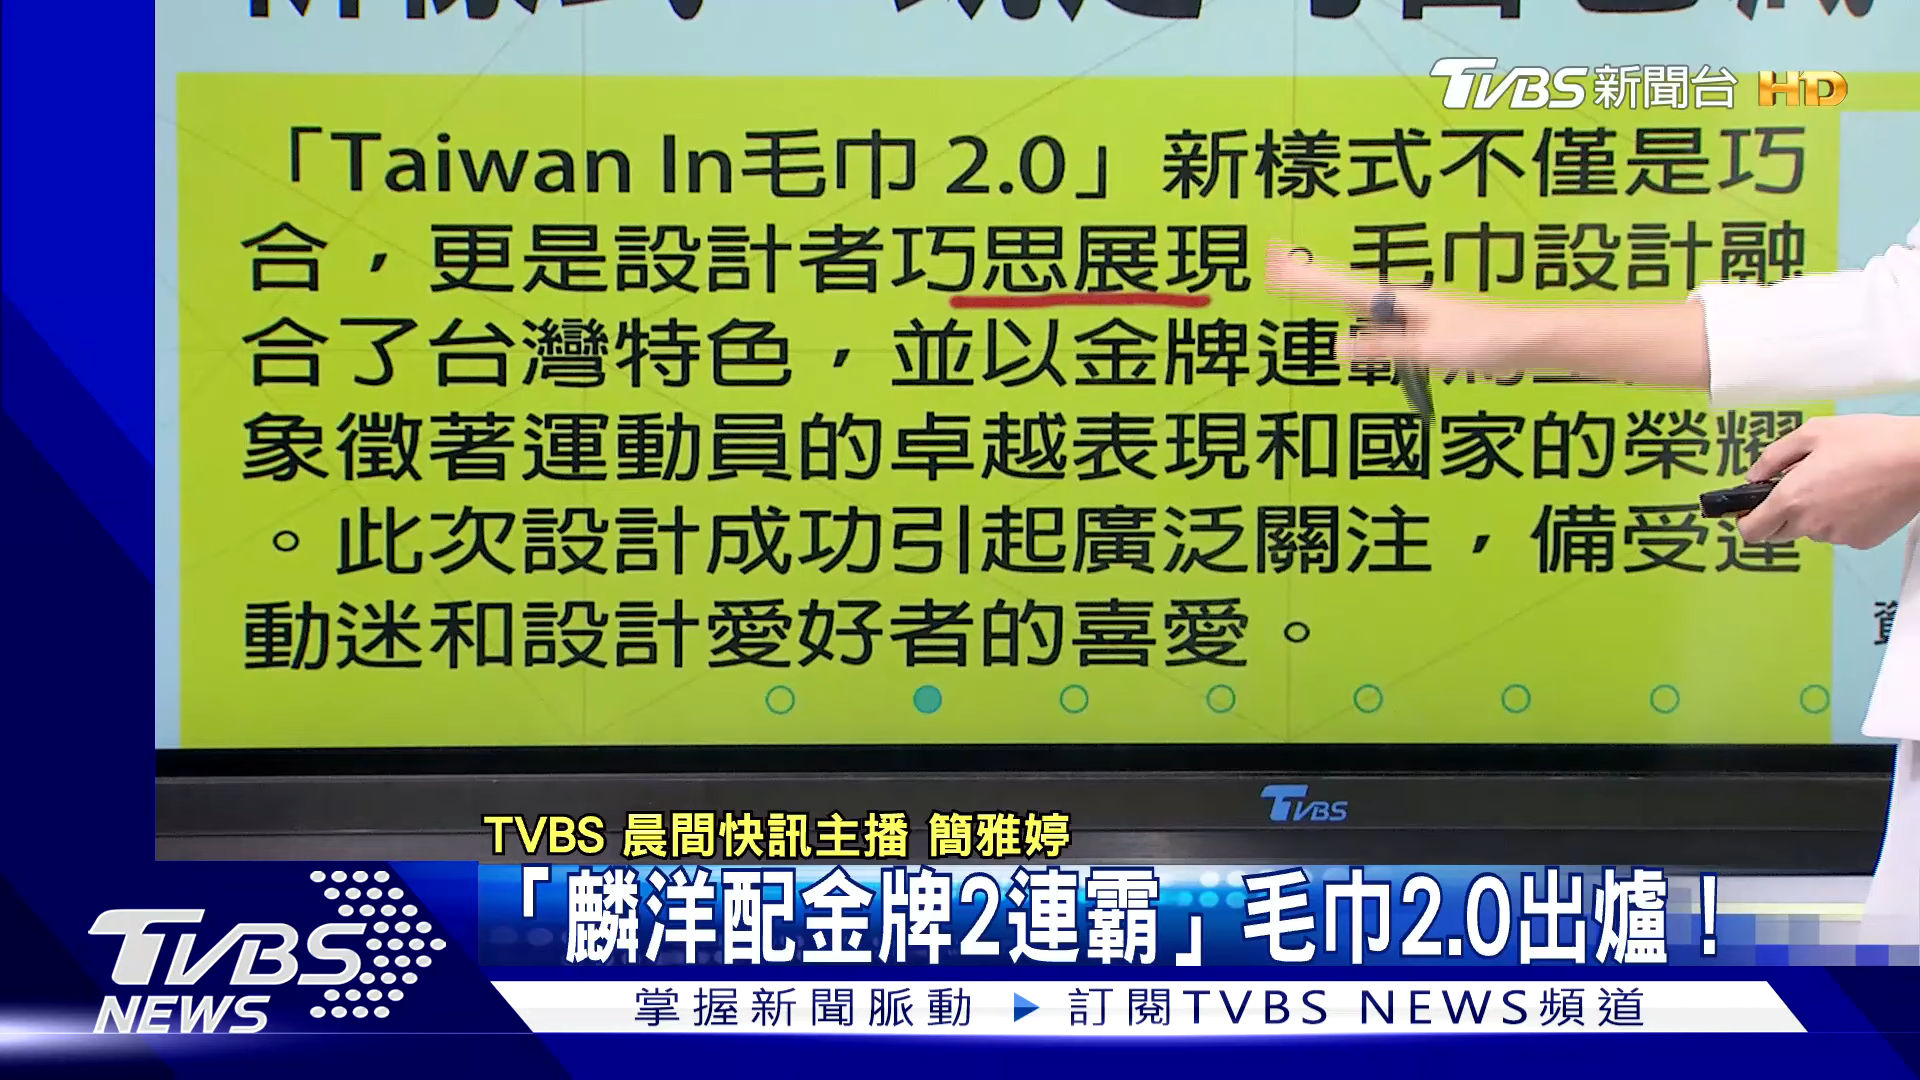 TVBS新聞台 HD
「Taiwan In毛巾 2.0」新樣式不僅是巧
合，更是設計者巧思展現。毛巾設計融
合了台灣特色，並以金牌連霸
象徵著運動員的卓越表現和國家的榮耀
。此次設計成功引起廣泛關注，備受運
動迷和設計愛好者的喜愛。
TVBS
TVBS 晨間快訊主播 簡雅婷
「麟洋配金牌2連霸」毛巾2.0出爐！
TVBS NEWS
掌握新聞脈動 ▶ 訂閱TVBS NEWS頻道